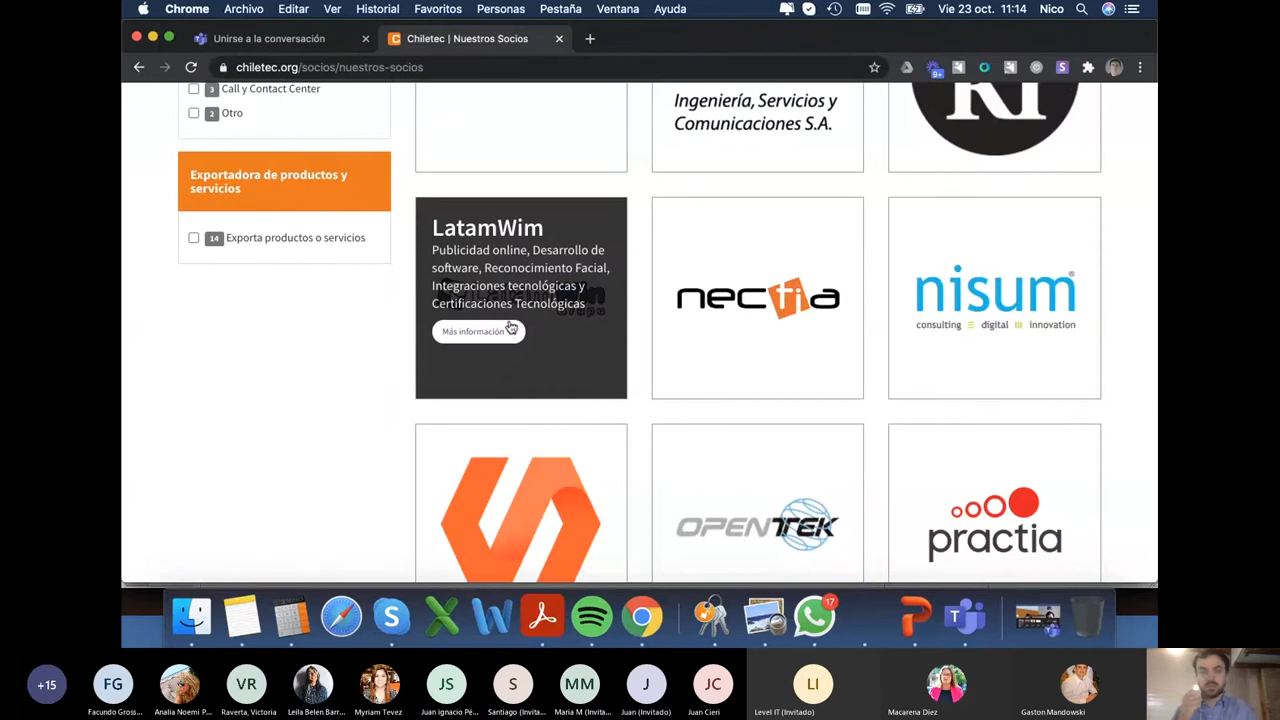 Chrome Archivo Editar Ver Historial Favoritos Personas Pestaña Ventana Ayuda Vie 23 oct. 11:14 Nico
Unirse a la conversación
Chiletec | Nuestros Socios
chiletec.org/socios/nuestros-socios
9+
3 Call y Contact Center
2 Otro
Exportadora de productos y
servicios
14 Exporta productos o servicios
Ingeniería, Servicios y
Comunicaciones S.A.
LatamWim
Publicidad online, Desarrollo de
software, Reconocimiento Facial,
Integraciones tecnológicas y
Certificaciones Tecnológicas
Más información
nectia
nisum
consulting digital innovation
OPENTEK
practia
17
+15
FG
VR
JS
S
MM
J
JC
LI
Facundo Gross...
Analia Noemi P...
Raverta, Victoria
Leila Belen Barr...
Myriam Tevez
Juan ignacio Pé...
Santiago (Invita...
Maria M (Invita...
Juan (Invitado)
Juan Cieri
Level IT (Invitado)
Macarena Díez
Gaston Mandowski